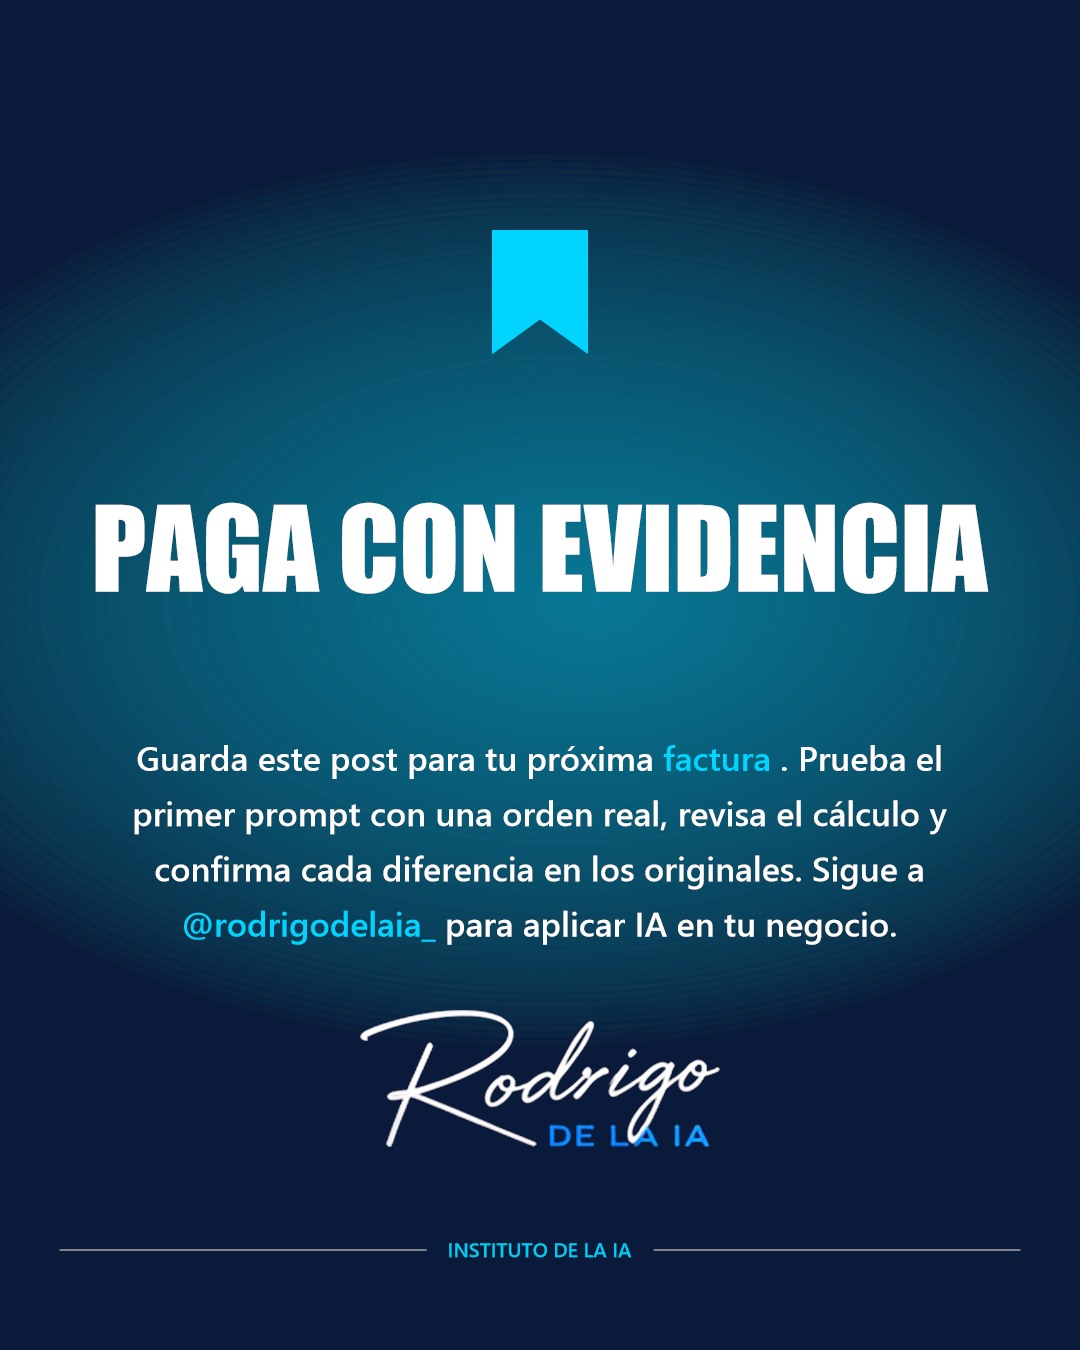 PAGA CON EVIDENCIA
Guarda este post para tu próxima factura . Prueba el
primer prompt con una orden real, revisa el cálculo y
confirma cada diferencia en los originales. Sigue a
@rodrigodelaia_ para aplicar IA en tu negocio.
Rodrigo
DE LA IA
INSTITUTO DE LA IA